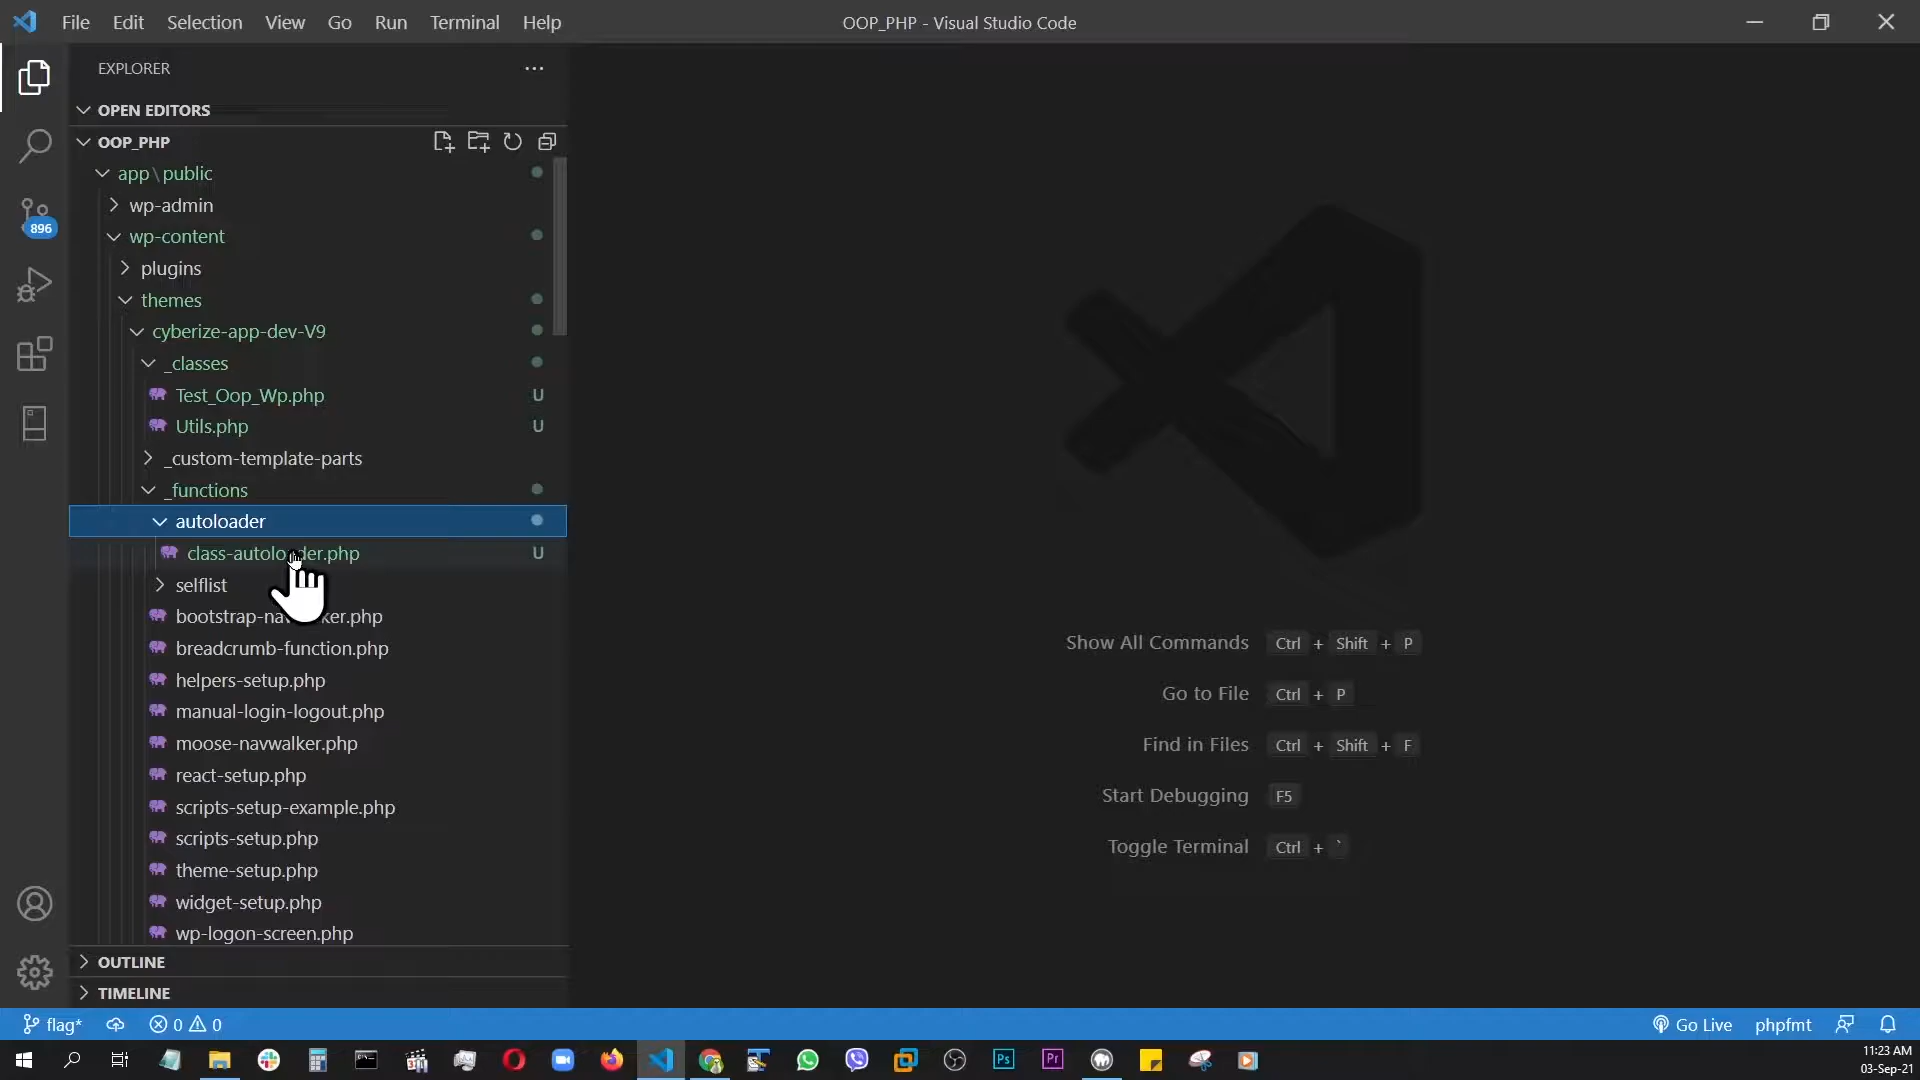 File Edit Selection View Go Run Terminal Help
OOP_PHP - Visual Studio Code
EXPLORER
OPEN EDITORS
OOP_PHP
app\public
wp-admin
896
wp-content
plugins
themes
cyberize-app-dev-V9
_classes
Test_Oop_Wp.php U
Utils.php U
_custom-template-parts
_functions
autoloader
U
selflist
breadcrumb-function.php
helpers-setup.php
manual-login-logout.php
moose-navwalker.php
react-setup.php
scripts-setup-example.php
scripts-setup.php
theme-setup.php
widget-setup.php
wp-logon-screen.php
OUTLINE
TIMELINE
Show All Commands Ctrl + Shift + P
Go to File Ctrl + P
Find in Files Ctrl + Shift + F
Start Debugging F5
Toggle Terminal Ctrl + `
flag* 0 0
Go Live phpfmt
Ps Pr
11:23 AM
03-Sep-21